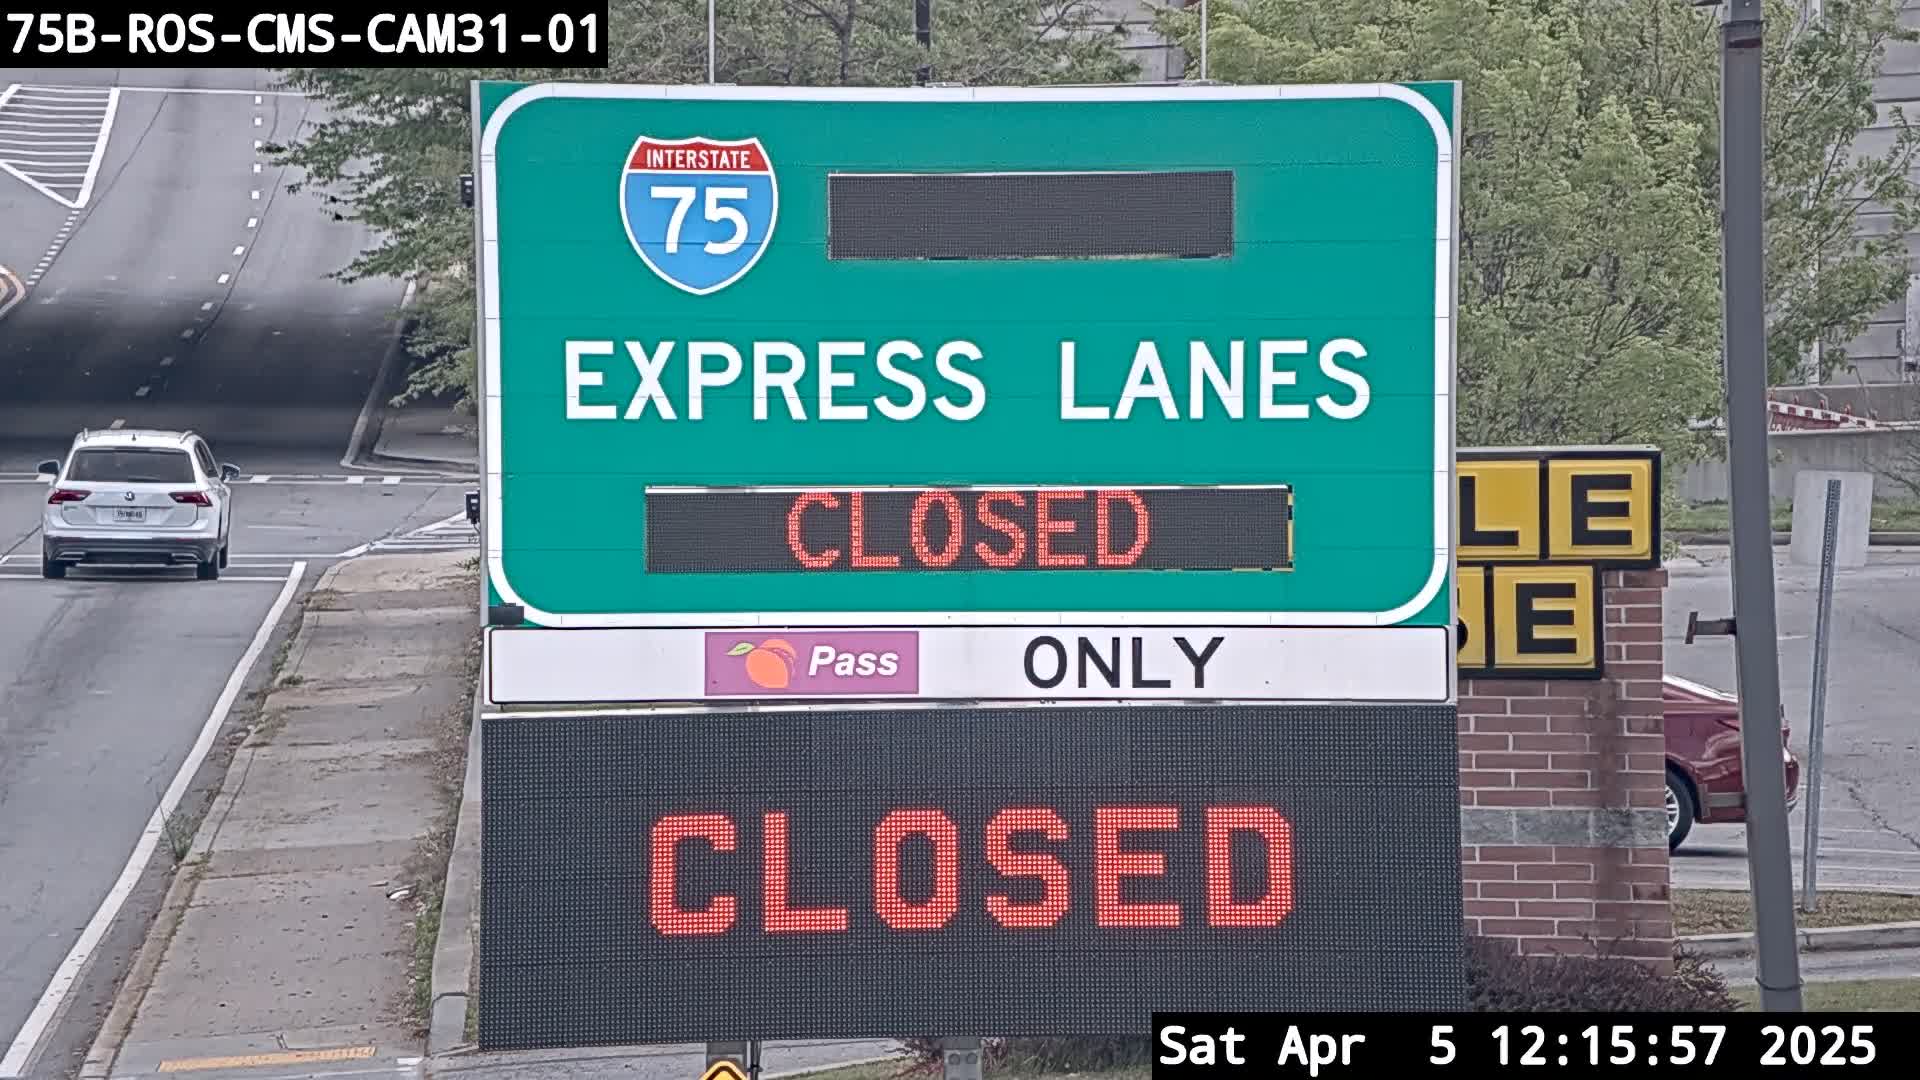 75B-ROS-CMS-CAM31-01
INTERSTATE
75
EXPRESS LANES
CLOSED
Pass ONLY
CLOSED
LE
E
Sat Apr 5 12:15:57 2025